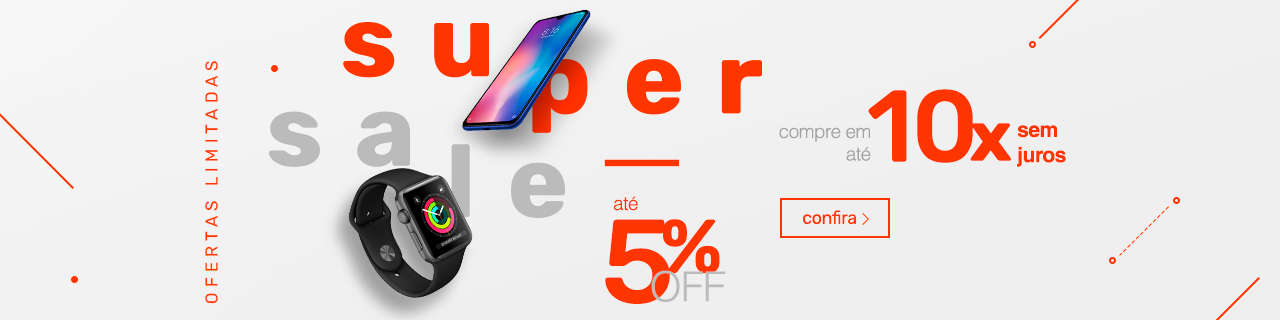 OFERTAS LIMITADAS
super
sale
até
5%
OFF
compre em
até
10x
sem
juros
confira >